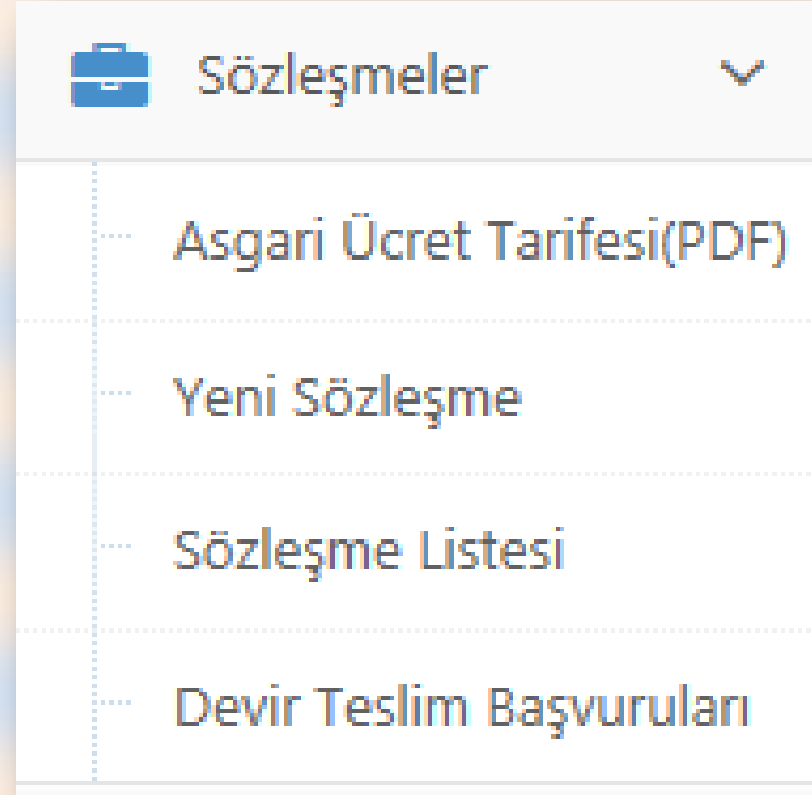 Sözleşmeler
Asgari Ücret Tarifesi(PDF)
Yeni Sözleşme
Sözleşme Listesi
Devir Teslim Başvuruları